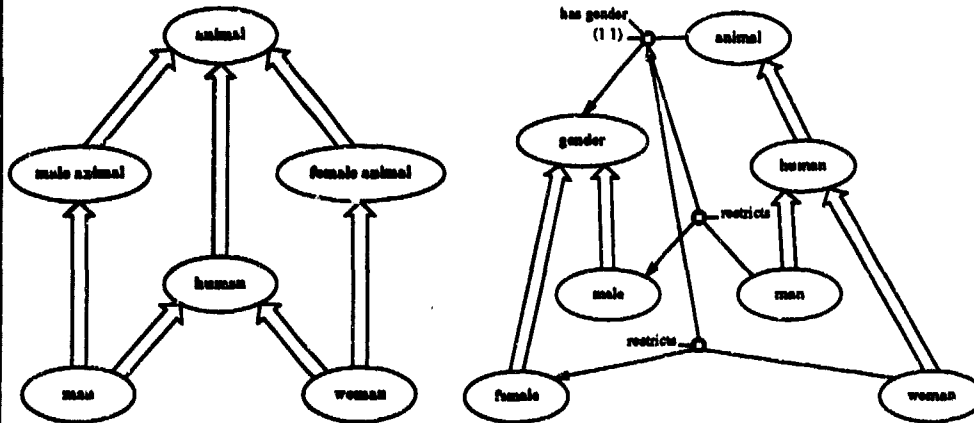 animal
male animal
female animal
human
man
woman
has gender
(1 1)
animal
gender
human
restricts
male
man
restricts
female
woman